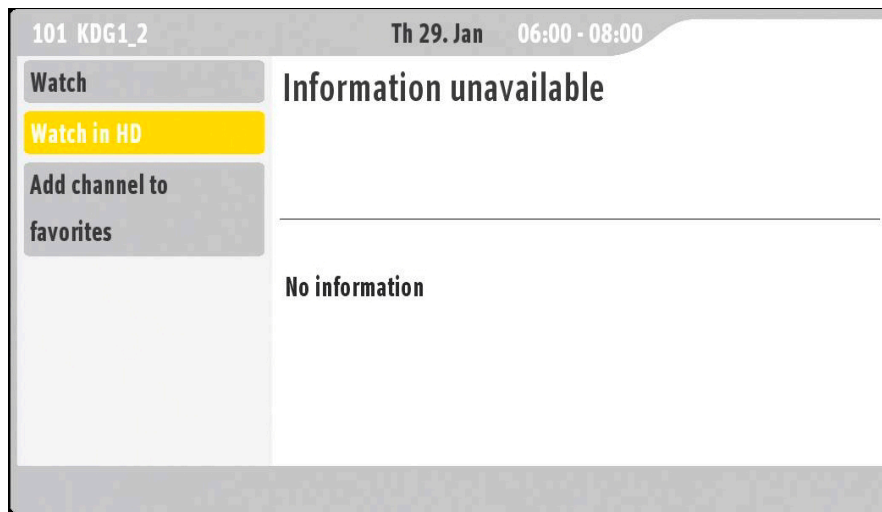 101 KDG1_2 Th 29. Jan 06:00 - 08:00
Watch
Information unavailable
Watch in HD
Add channel to
favorites
No information